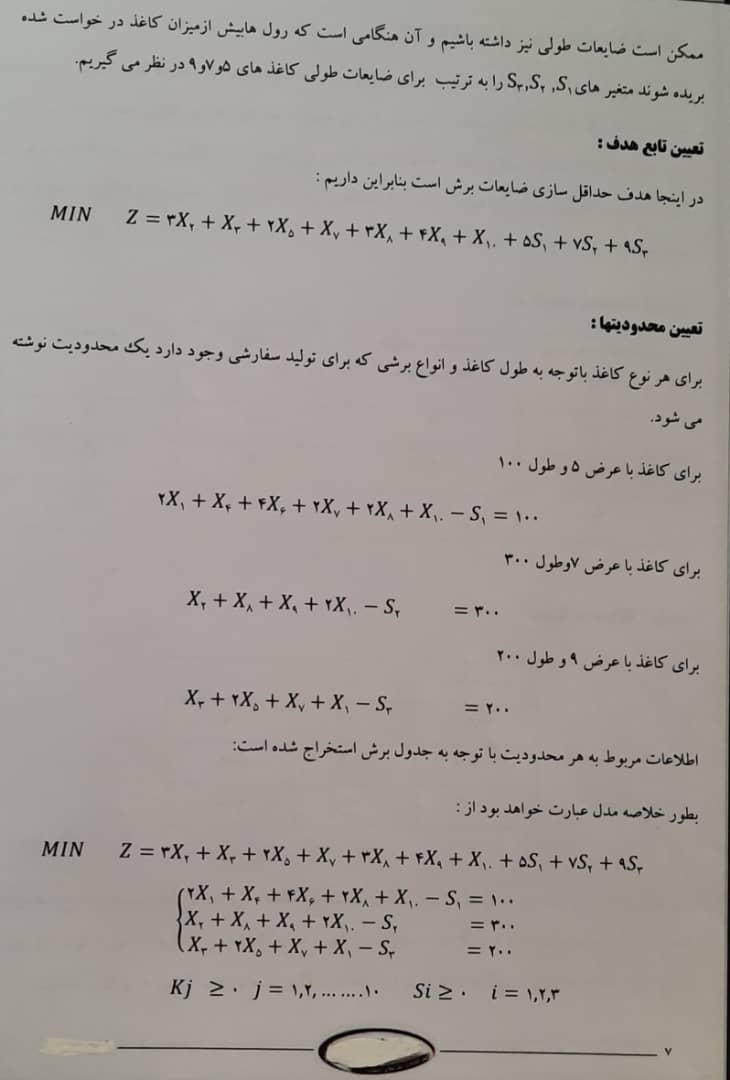 ممکن است ضایعات طولی نیز داشته باشیم و آن هنگامی است که رول هابیش ازمیزان کاغذ در خواست شده
بریده شوند متغیر های S₁, S₂, S₃ را به ترتیب برای ضایعات طولی کاغذ های ۵و۷و۹ در نظر می گیریم.
تعیین تابع هدف :
در اینجا هدف حداقل سازی ضایعات برش است بنابراین داریم :
MIN Z = ۳X۲ + X۳ + ۲X۵ + X۷ + ۳X۸ + ۴X۹ + X۱۰ + ۵S۱ + ۷S۲ + ۹S۳
تعیین محدودیتها :
برای هر نوع کاغذ باتوجه به طول کاغذ و انواع برشی که برای تولید سفارشی وجود دارد یک محدودیت نوشته
می شود.
برای کاغذ با عرض ۵ و طول ۱۰۰
۲X۱ + X۴ + ۴X۶ + ۲X۷ + ۲X۸ + X۱۰ − S۱ = ۱۰۰
برای کاغذ با عرض ۷وطول ۳۰۰
X۲ + X۸ + X۹ + ۲X۱۰ − S۲ = ۳۰۰
برای کاغذ با عرض ۹ و طول ۲۰۰
X۳ + ۲X۵ + X۷ + X۱ − S۳ = ۲۰۰
اطلاعات مربوط به هر محدودیت با توجه به جدول برش استخراج شده است:
بطور خلاصه مدل عبارت خواهد بود از :
MIN Z = ۳X۲ + X۳ + ۲X۵ + X۷ + ۳X۸ + ۴X۹ + X۱۰ + ۵S۱ + ۷S۲ + ۹S۳
۲X۱ + X۴ + ۴X۶ + ۲X۸ + X۱۰ − S۱ = ۱۰۰
X۲ + X۸ + X۹ + ۲X۱۰ − S۲ = ۳۰۰
X۳ + ۲X۵ + X۷ + X۱ − S۳ = ۲۰۰
Kj ≥ ۰ j = ۱,۲, … … .۱۰ Si ≥ ۰ i = ۱,۲,۳
۷